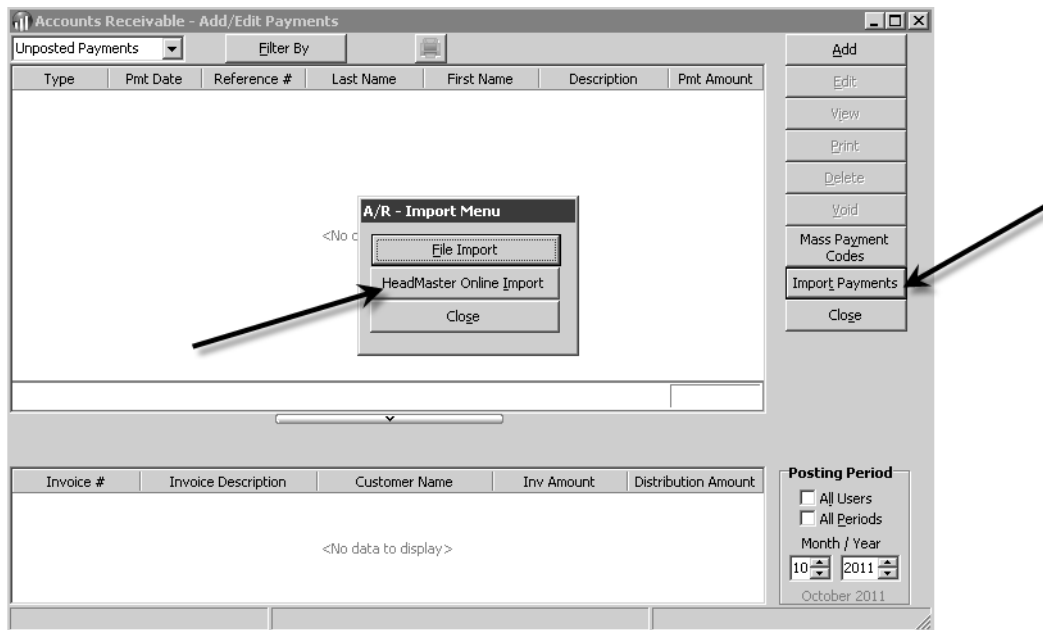 Accounts Receivable - Add/Edit Payments
Unposted Payments
Filter By
Add
Type Pmt Date Reference # Last Name First Name Description Pmt Amount
Edit
View
Print
Delete
Void
Mass Payment
Codes
Import Payments
Close
<No
A/R - Import Menu
File Import
HeadMaster Online Import
Close
Invoice # Invoice Description Customer Name Inv Amount Distribution Amount
<No data to display>
Posting Period
All Users
All Periods
Month / Year
10 2011
October 2011